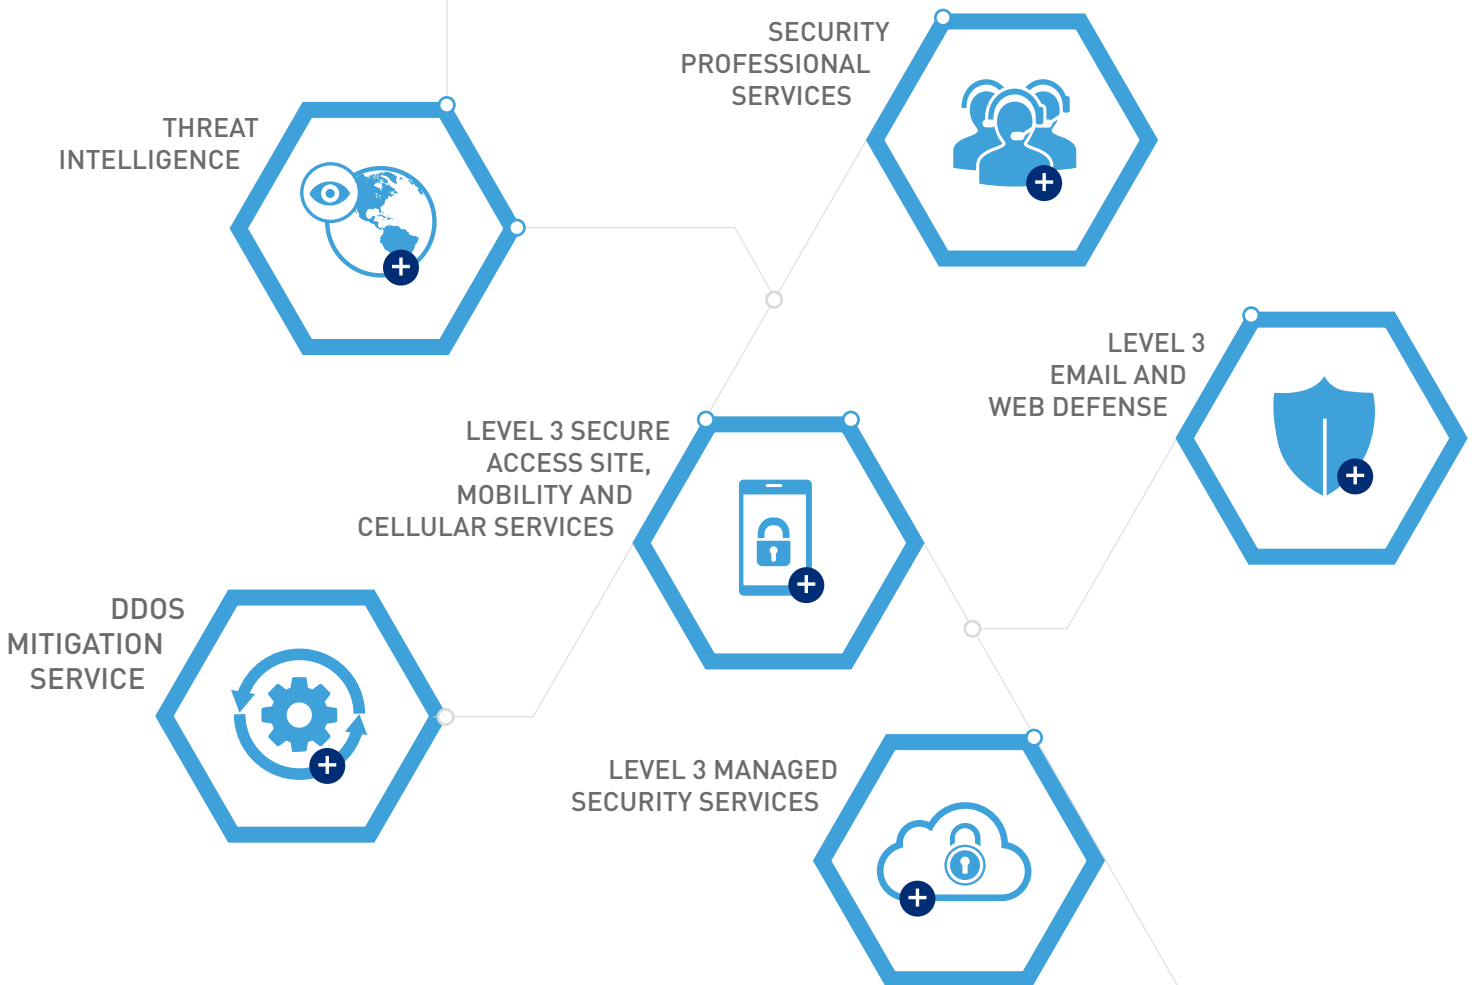 SECURITY
PROFESSIONAL
SERVICES
THREAT
INTELLIGENCE
LEVEL 3
EMAIL AND
WEB DEFENSE
LEVEL 3 SECURE
ACCESS SITE,
MOBILITY AND
CELLULAR SERVICES
DDOS
MITIGATION
SERVICE
LEVEL 3 MANAGED
SECURITY SERVICES